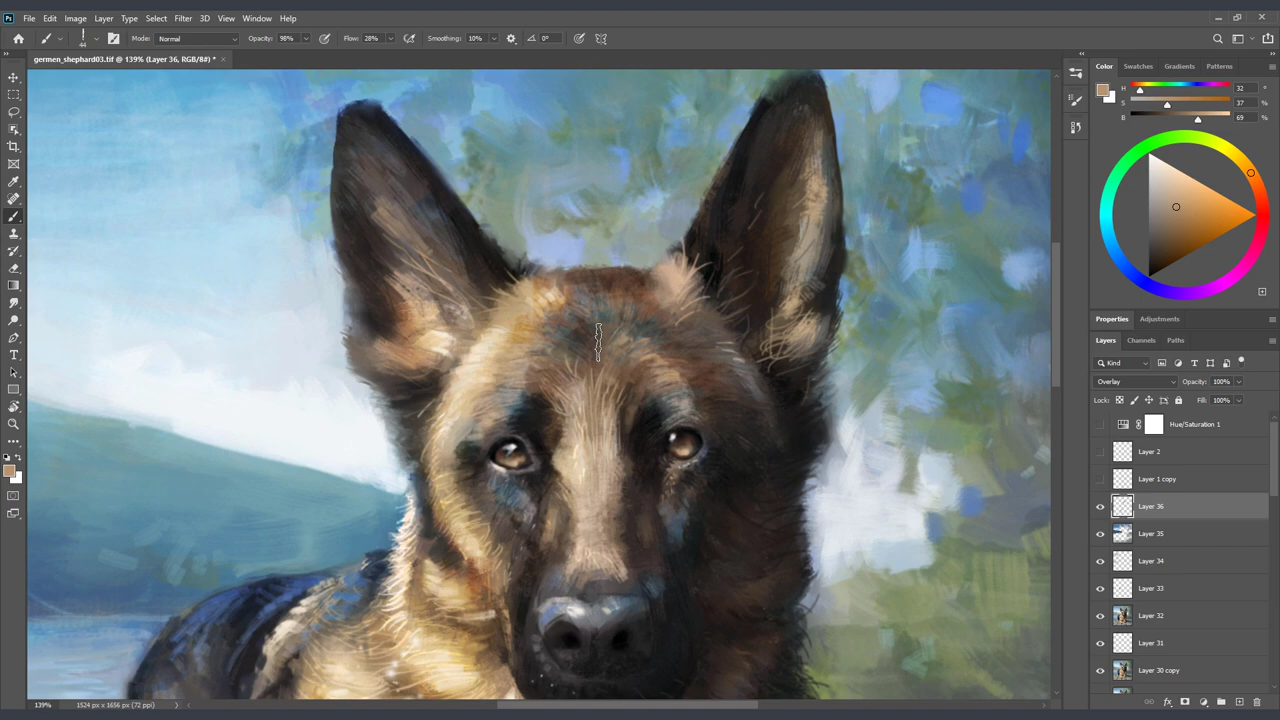 Ps File Edit Image Layer Type Select Filter 3D View Window Help
44 Mode: Normal Opacity: 98% Flow: 28% Smoothing: 10% 0°
germen_shephard03.tif @ 139% (Layer 36, RGB/8#) *
Color Swatches Gradients Patterns
H 32 °
S 37 %
B 69 %
Properties Adjustments
Layers Channels Paths
Kind
Overlay Opacity: 100%
Lock: Fill: 100%
Hue/Saturation 1
Layer 2
Layer 1 copy
Layer 36
Layer 35
Layer 34
Layer 33
Layer 32
Layer 31
Layer 30 copy
139% 1524 px x 1656 px (72 ppi)